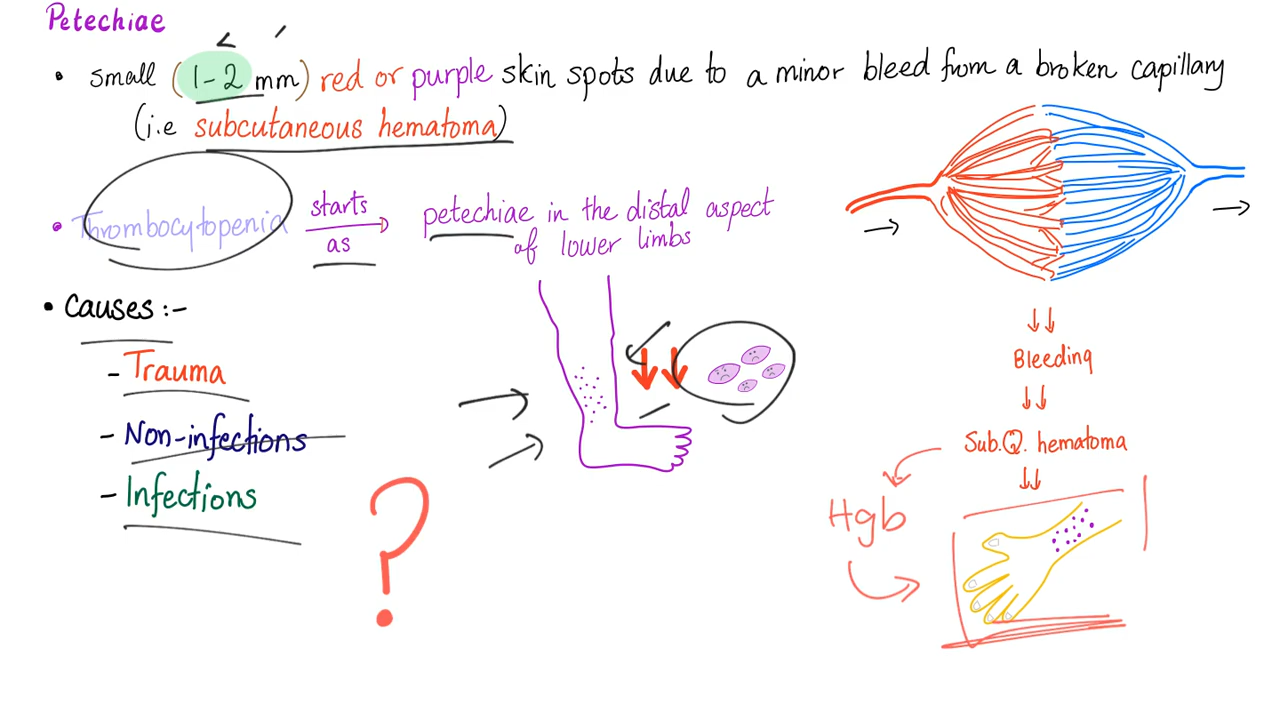 Petechiae
• small (1-2 mm) red or purple skin spots due to a minor bleed from a broken capillary
(i.e subcutaneous hematoma)
• Thrombocytopenia starts as petechiae in the distal aspect
of lower limbs
• Causes :-
- Trauma
- Non-infections
- Infections
?
Bleeding
Sub.Q. hematoma
Hgb